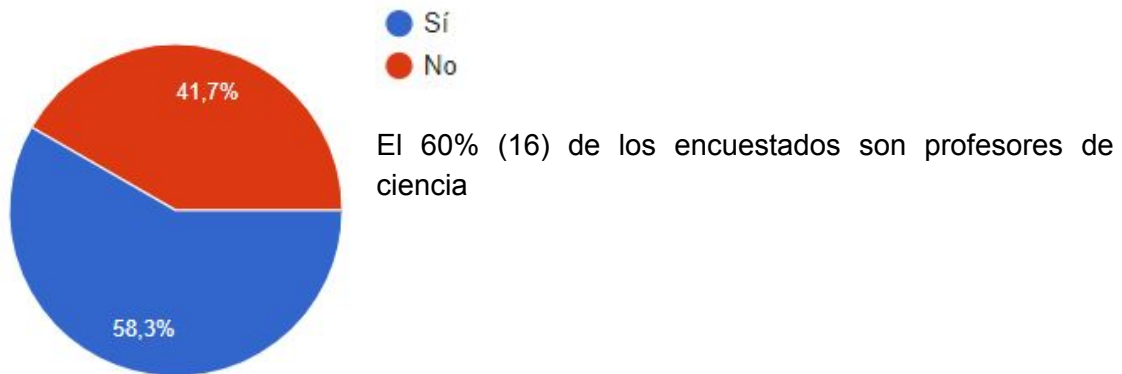 Sí
No
41,7%
El 60% (16) de los encuestados son profesores de
ciencia
58,3%